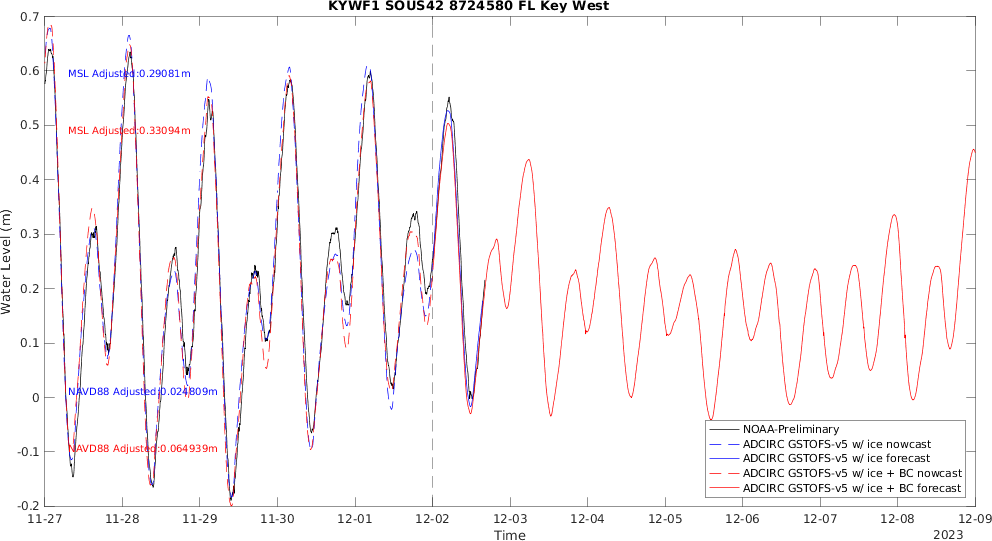 KYWF1 SOUS42 8724580 FL Key West
0.7
0.6
0.5
0.4
0.3
0.2
0.1
0
-0.1
-0.2
Water Level (m)
MSL Adjusted:0.29081m
MSL Adjusted:0.33094m
NAVD88 Adjusted:0.024809m
NAVD88 Adjusted:0.064939m
NOAA-Preliminary
ADCIRC GSTOFS-v5 w/ ice nowcast
ADCIRC GSTOFS-v5 w/ ice forecast
ADCIRC GSTOFS-v5 w/ ice + BC nowcast
ADCIRC GSTOFS-v5 w/ ice + BC forecast
11-27 11-28 11-29 11-30 12-01 12-02 12-03 12-04 12-05 12-06 12-07 12-08 12-09
Time
2023